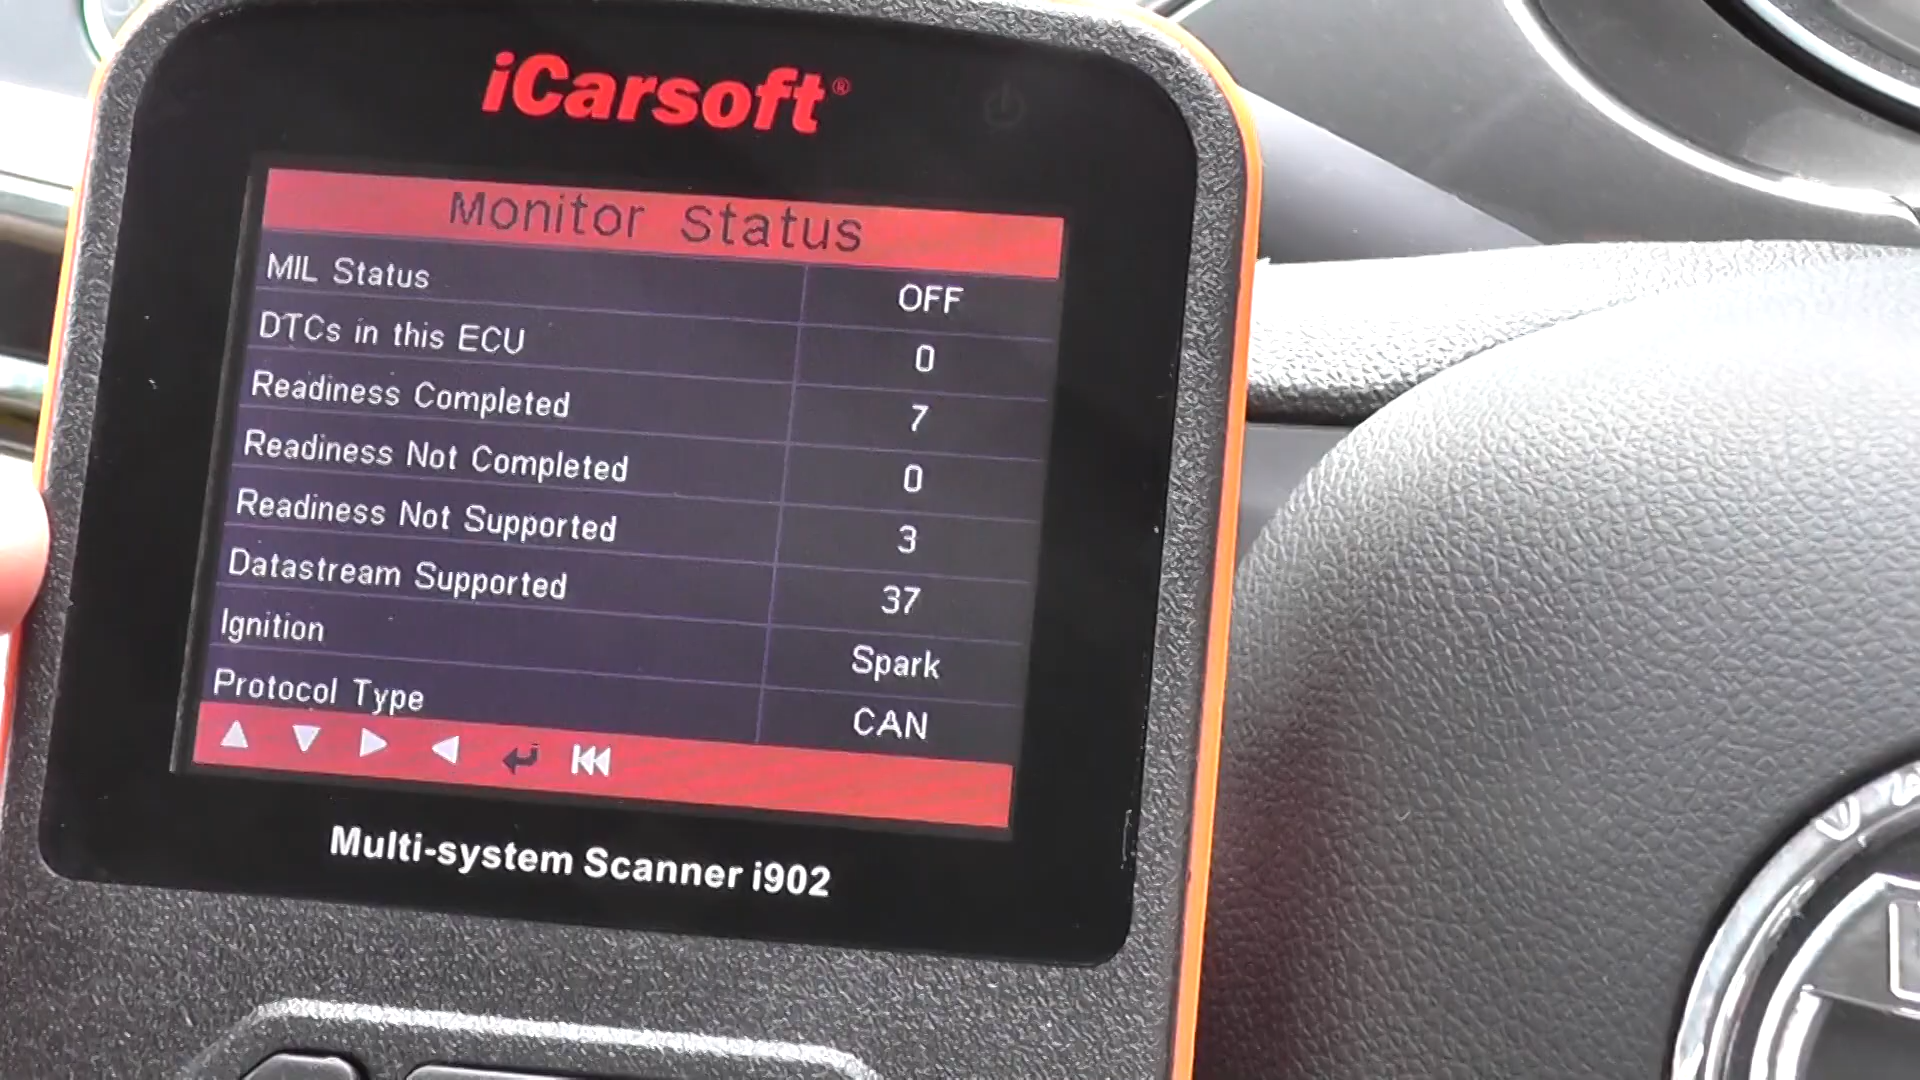 iCarsoft®
Monitor Status
MIL Status OFF
DTCs in this ECU 0
Readiness Completed 7
Readiness Not Completed 0
Readiness Not Supported 3
Datastream Supported 37
Ignition Spark
Protocol Type CAN
Multi-system Scanner i902